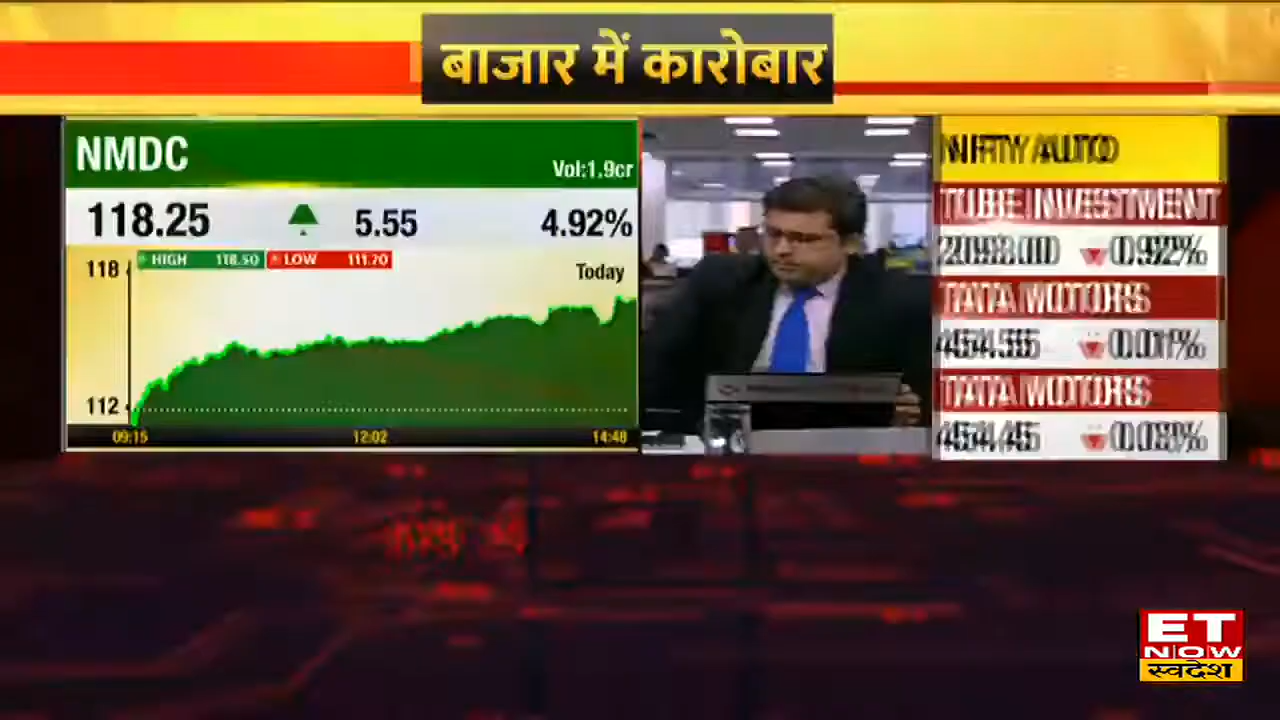 बाजार में कारोबार
NMDC
Vol:1.9cr
118.25 5.55 4.92%
HIGH 118.50 LOW 111.70
Today
118
112
09:15 12:02 14:48
NIFTY AUTO
TUBE INVESTMENT
TATA MOTORS
TATA MOTORS
ET
NOW
स्वदेश